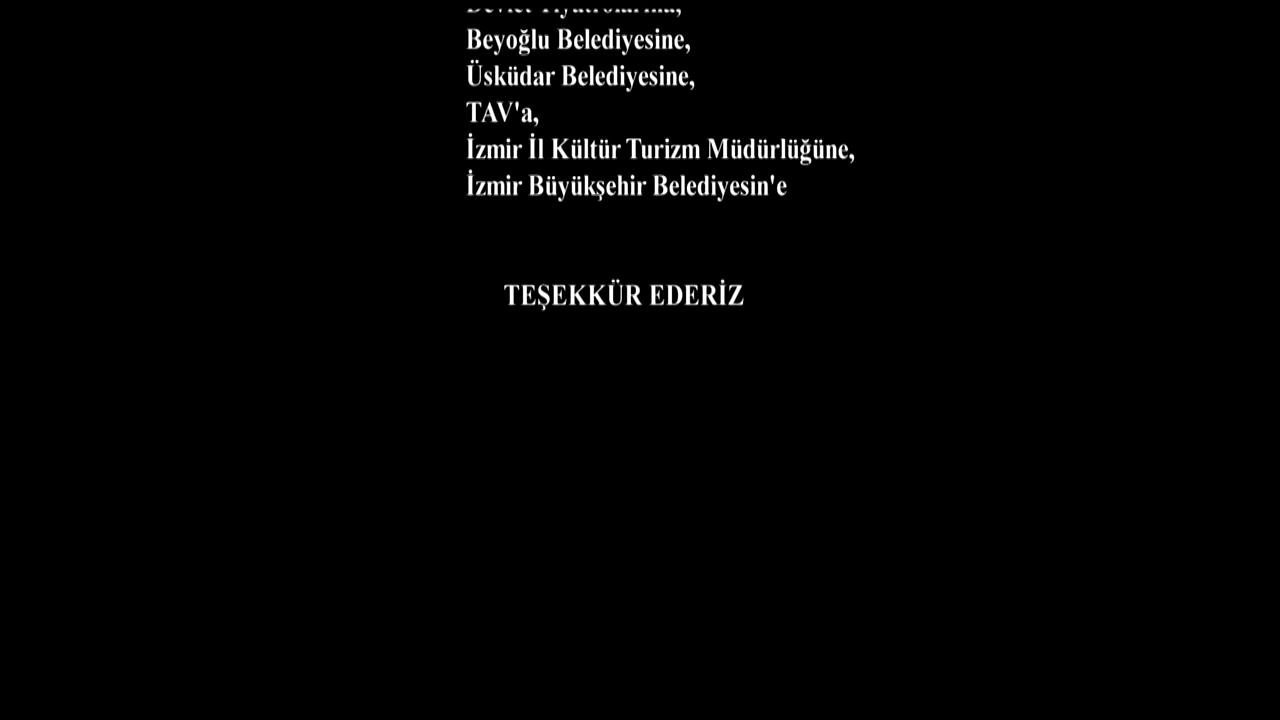 Beyoğlu Belediyesine,
Üsküdar Belediyesine,
TAV'a,
İzmir İl Kültür Turizm Müdürlüğüne,
İzmir Büyükşehir Belediyesin'e
TEŞEKKÜR EDERİZ